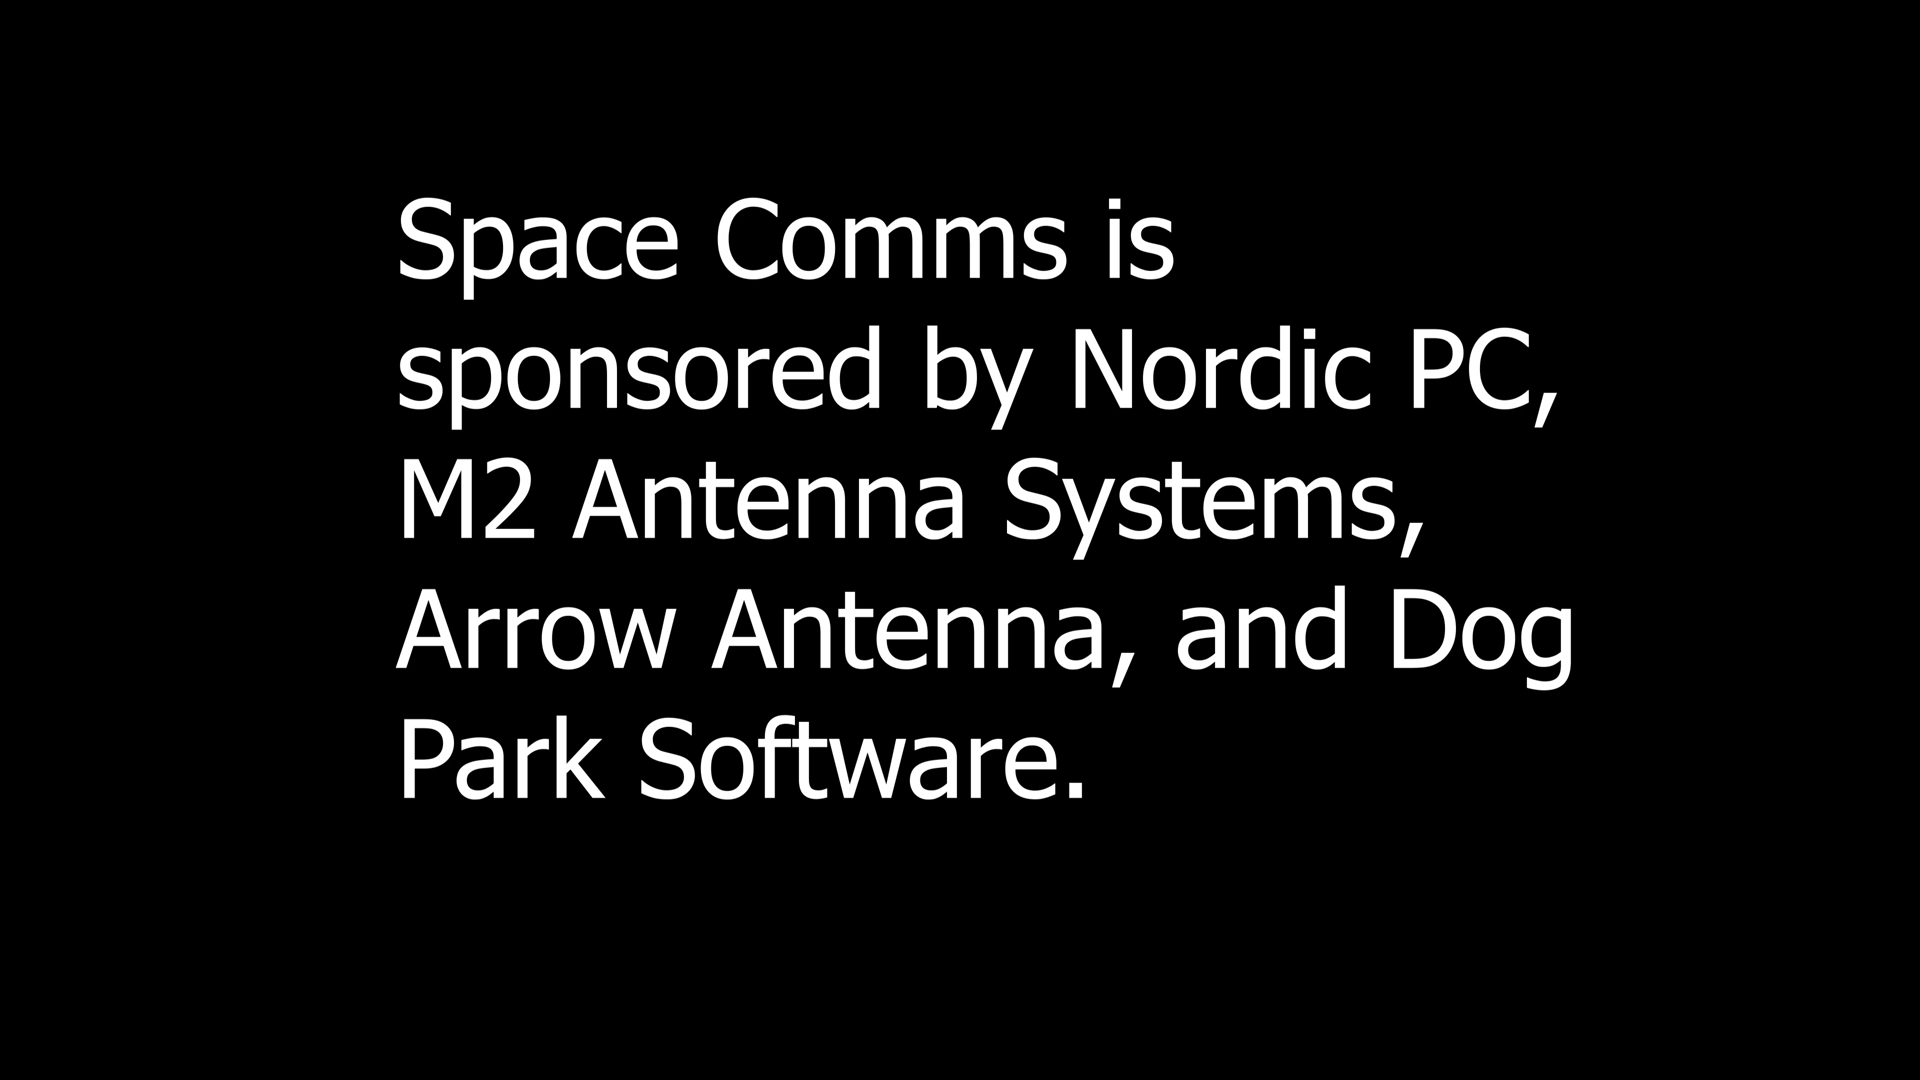 Space Comms is
sponsored by Nordic PC,
M2 Antenna Systems,
Arrow Antenna, and Dog
Park Software.